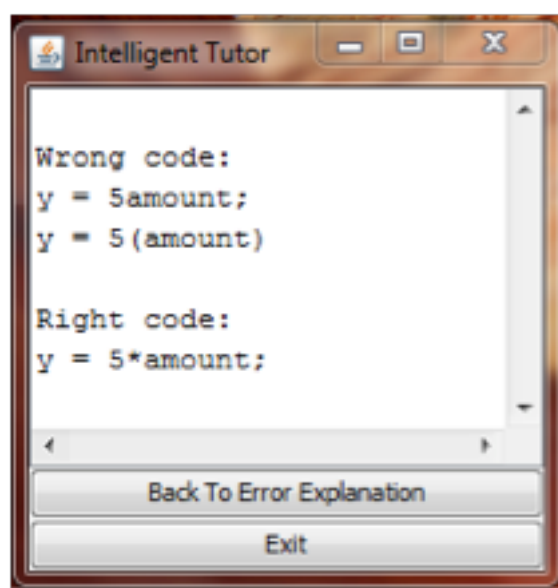 Intelligent Tutor
Wrong code:
y = 5amount;
y = 5(amount)
Right code:
y = 5*amount;
Back To Error Explanation
Exit